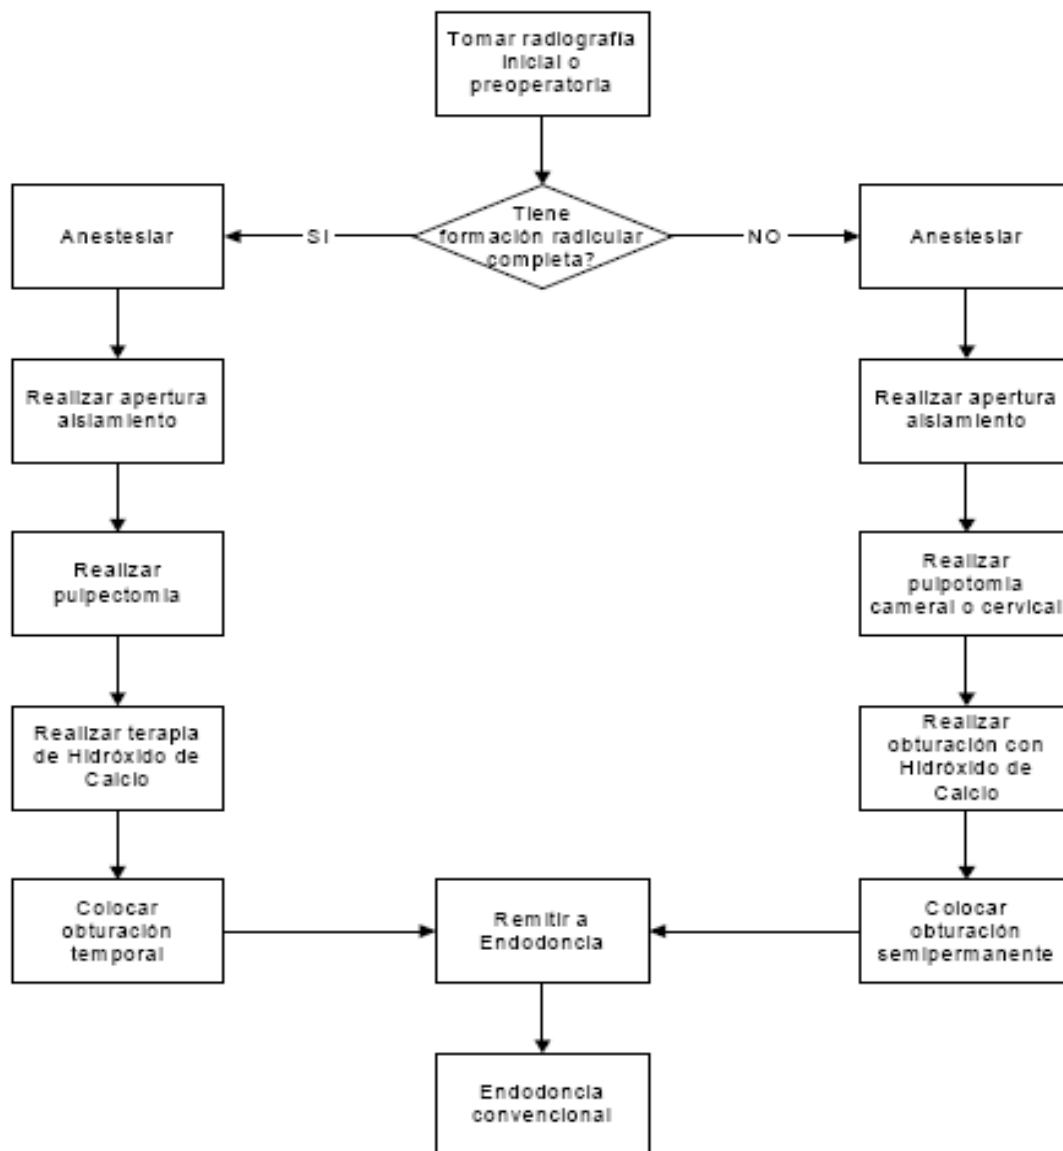 Tomar radiografía
inicial o
preoperatoria
Tiene
formación radicular
completa?
SI
NO
Anestesiar
Anestesiar
Realizar apertura
aislamiento
Realizar apertura
aislamiento
Realizar
pulpectomia
Realizar
pulpotomia
cameral o cervical
Realizar terapia
de Hidróxido de
Calcio
Realizar
obturación con
Hidróxido de
Calcio
Colocar
obturación
temporal
Remitir a
Endodoncia
Colocar
obturación
semipermanente
Endodoncia
convencional